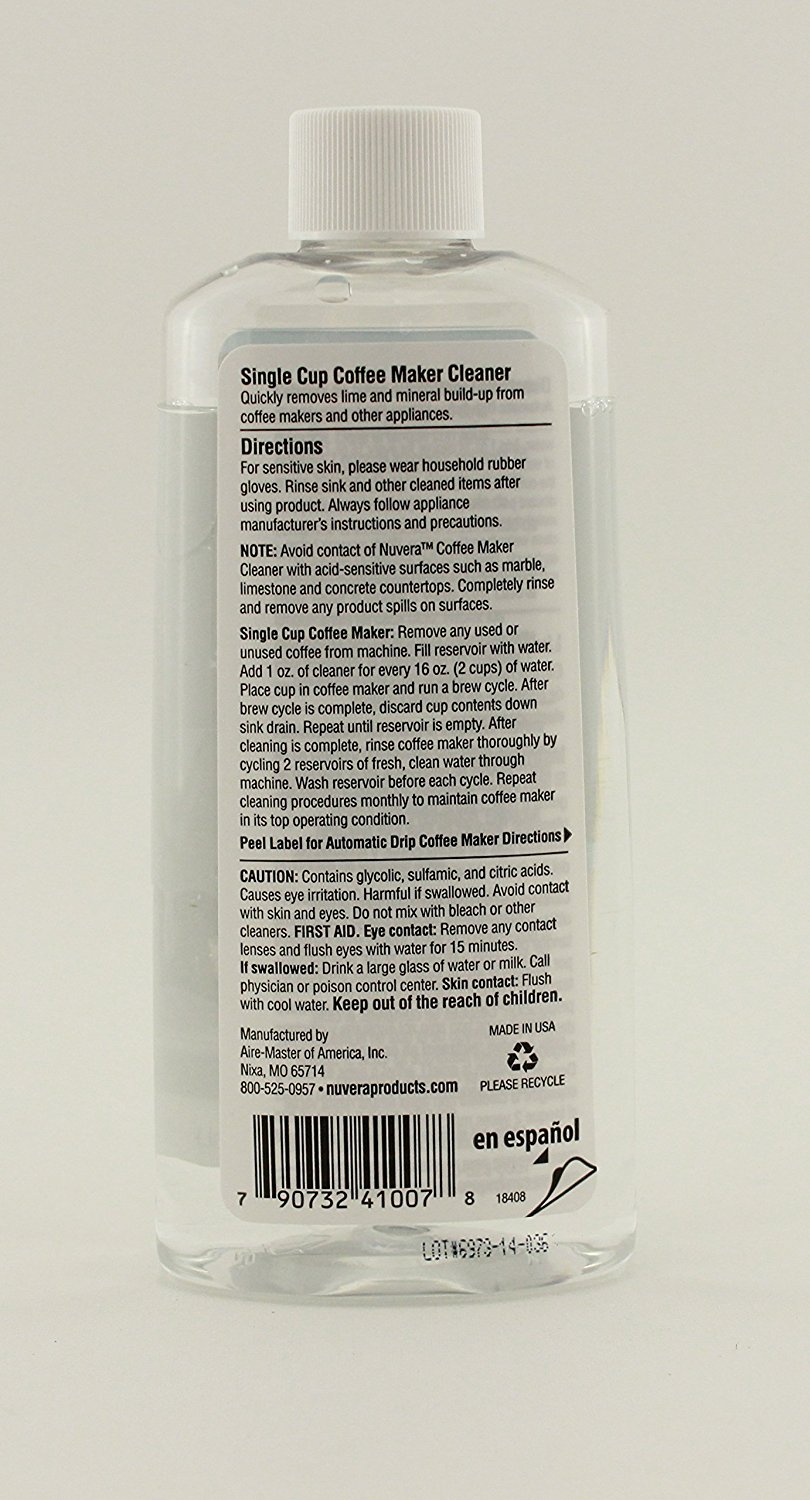 Single Cup Coffee Maker Cleaner
Quickly removes lime and mineral build-up from
coffee makers and other appliances.
Directions
For sensitive skin, please wear household rubber
gloves. Rinse sink and other cleaned items after
using product. Always follow appliance
manufacturer's instructions and precautions.
NOTE: Avoid contact of Nuvera™ Coffee Maker
Cleaner with acid-sensitive surfaces such as marble,
limestone and concrete countertops. Completely rinse
and remove any product spills on surfaces.
Single Cup Coffee Maker: Remove any used or
unused coffee from machine. Fill reservoir with water.
Add 1 oz. of cleaner for every 16 oz. (2 cups) of water.
Place cup in coffee maker and run a brew cycle. After
brew cycle is complete, discard cup contents down
sink drain. Repeat until reservoir is empty. After
cleaning is complete, rinse coffee maker thoroughly by
cycling 2 reservoirs of fresh, clean water through
machine. Wash reservoir before each cycle. Repeat
cleaning procedures monthly to maintain coffee maker
in its top operating condition.
Peel Label for Automatic Drip Coffee Maker Directions
CAUTION: Contains glycolic, sulfamic, and citric acids.
Causes eye irritation. Harmful if swallowed. Avoid contact
with skin and eyes. Do not mix with bleach or other
cleaners. FIRST AID. Eye contact: Remove any contact
lenses and flush eyes with water for 15 minutes.
If swallowed: Drink a large glass of water or milk. Call
physician or poison control center. Skin contact: Flush
with cool water. Keep out of the reach of children.
Manufactured by
Aire-Master of America, Inc.
Nixa, MO 65714
800-525-0957 • nuveraproducts.com
MADE IN USA
PLEASE RECYCLE
en español
7 90732 41007 8
18408
LOT#6973-14-036